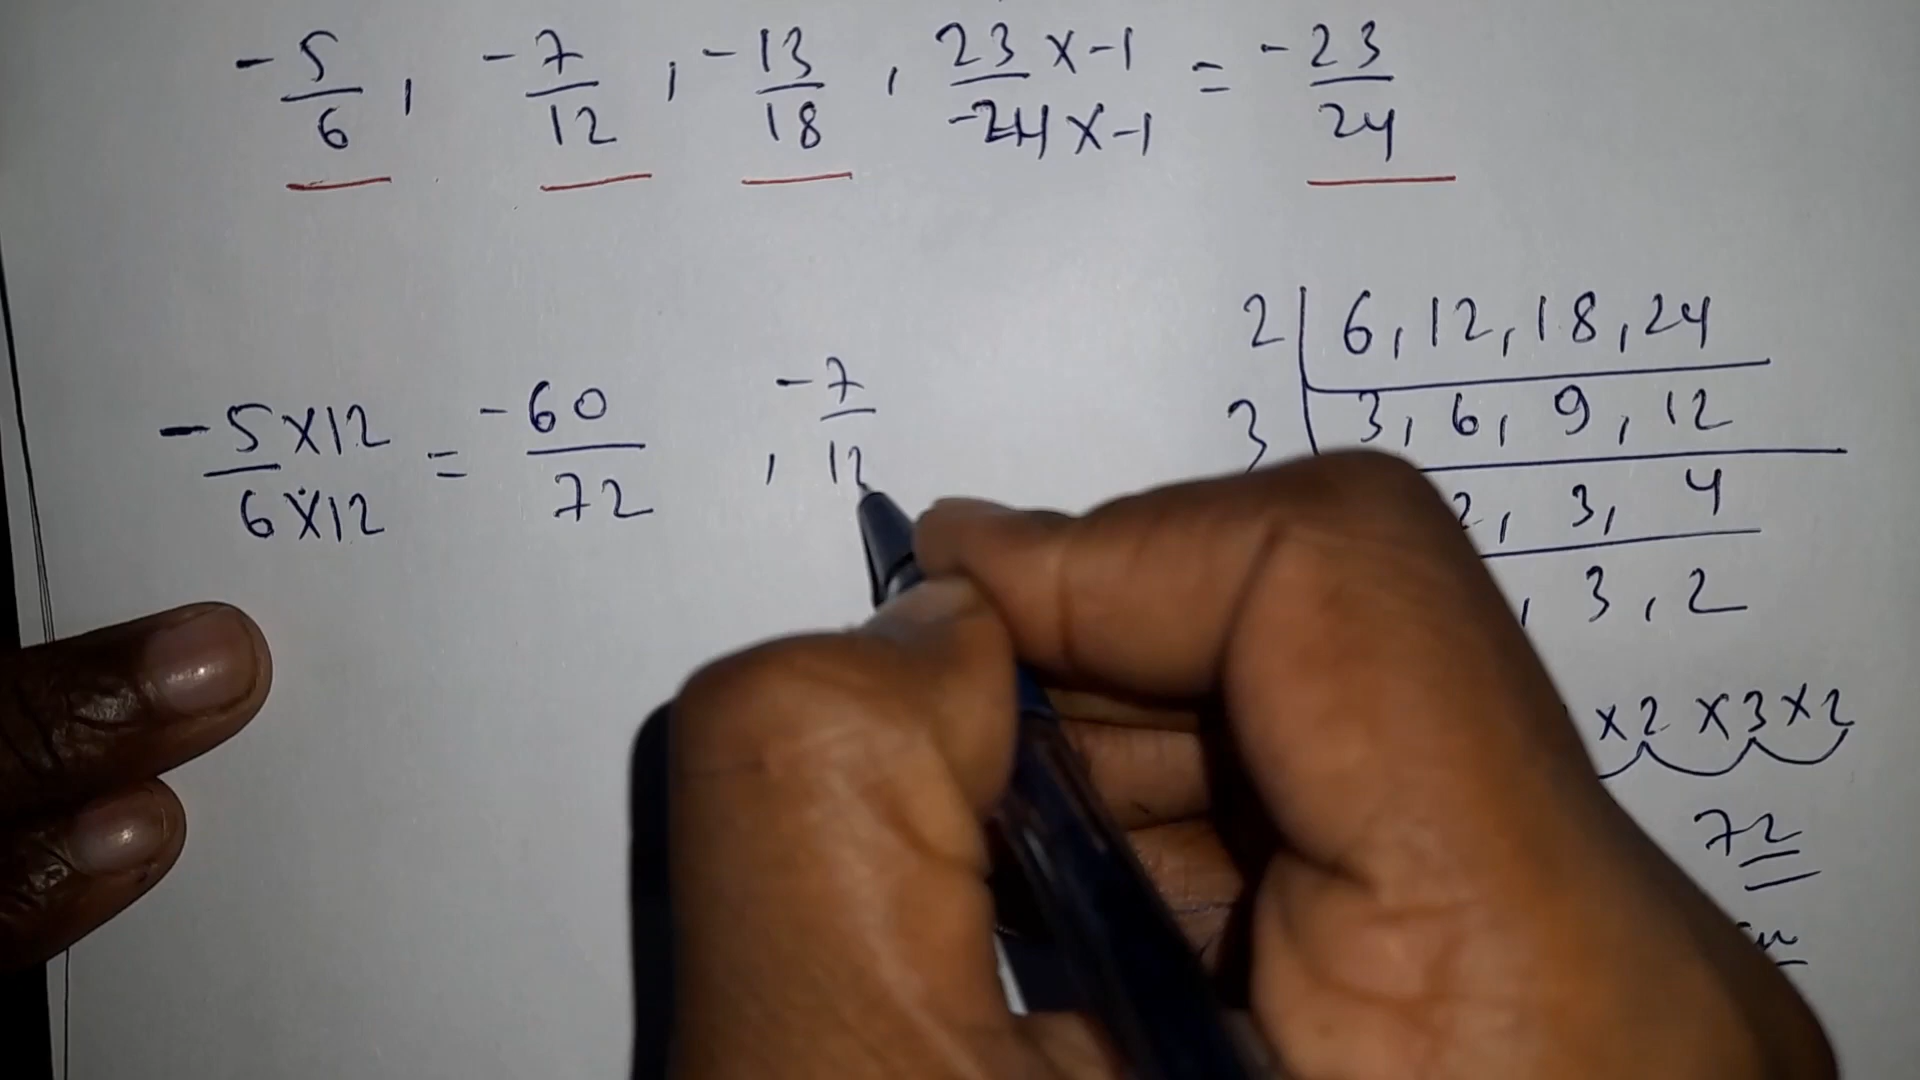 -5/6 , -7/12 , -13/18 , 23 x -1/-24 x -1 = -23/24
2 | 6, 12, 18, 24
3 | 3, 6, 9, 12
2, 3, 4
, 3, 2
-5 x 12/6 x 12 = -60/72 , -7/12
x 2 x 3 x 2
72